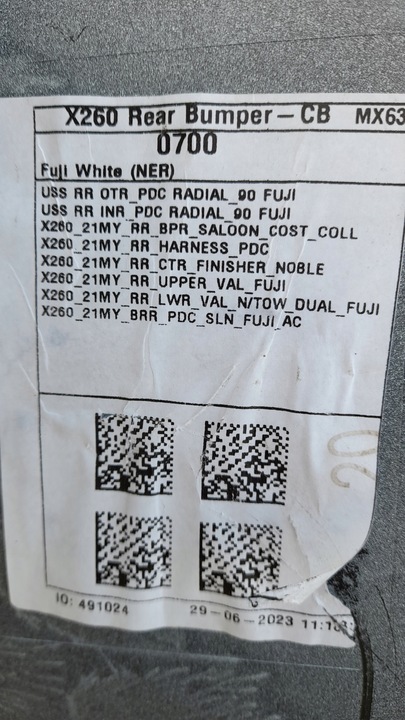 X260 Rear Bumper – CB MX63
0700
Fuji White (NER)
USS RR OTR_PDC RADIAL_90 FUJI
USS RR INR_PDC RADIAL_90 FUJI
X260_21MY_RR_BPR_SALOON_COST_COLL
X260_21MY_RR_HARNESS_PDC
X260_21MY_RR_CTR_FINISHER_NOBLE
X260_21MY_RR_UPPER_VAL_FUJI
X260_21MY_RR_LWR_VAL_N/TOW_DUAL_FUJI
X260_21MY_BRR_PDC_SLN_FUJI_AC
20
ID: 491024 29-06-2023